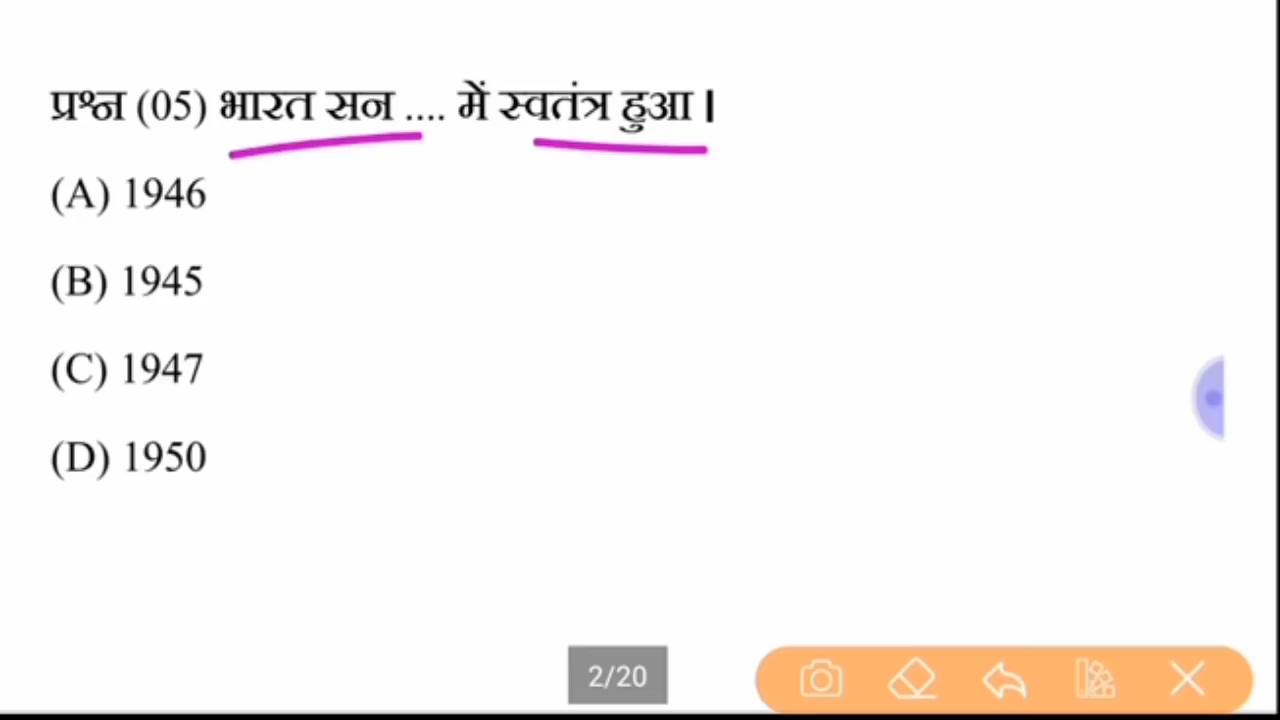 प्रश्न (05) भारत सन .... में स्वतंत्र हुआ ।
(A) 1946
(B) 1945
(C) 1947
(D) 1950
2/20